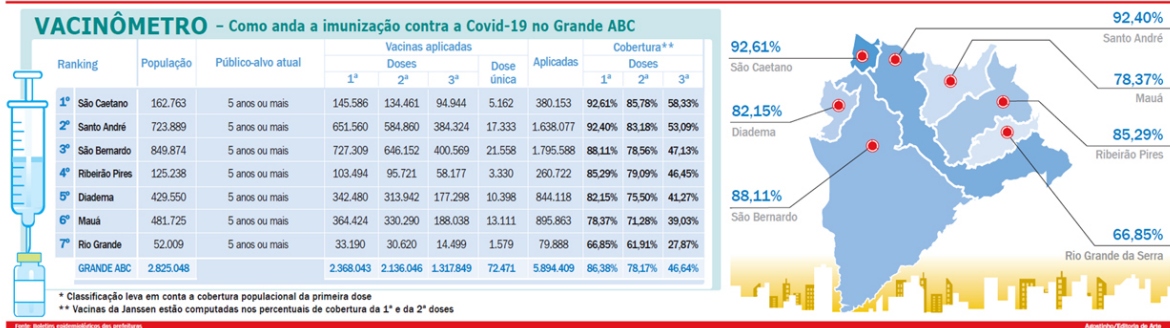 VACINÔMETRO – Como anda a imunização contra a Covid-19 no Grande ABC
Vacinas aplicadas Cobertura**
Ranking População Público-alvo atual Doses Dose única Aplicadas Doses
1ª 2ª 3ª 1ª 2ª 3ª
1º São Caetano 162.763 5 anos ou mais 145.586 134.461 94.944 5.162 380.153 92,61% 85,78% 58,33%
2º Santo André 723.889 5 anos ou mais 651.560 584.860 384.324 17.333 1.638.077 92,40% 83,18% 53,09%
3º São Bernardo 849.874 5 anos ou mais 727.309 646.152 400.569 21.558 1.795.588 88,11% 78,56% 47,13%
4º Ribeirão Pires 125.238 5 anos ou mais 103.494 95.721 58.177 3.330 260.722 85,29% 79,09% 46,45%
5º Diadema 429.550 5 anos ou mais 342.480 313.942 177.298 10.398 844.118 82,15% 75,50% 41,27%
6º Mauá 481.725 5 anos ou mais 364.424 330.290 188.038 13.111 895.863 78,37% 71,28% 39,03%
7º Rio Grande 52.009 5 anos ou mais 33.190 30.620 14.499 1.579 79.888 66,85% 61,91% 27,87%
GRANDE ABC 2.825.048 2.368.043 2.136.046 1.317.849 72.471 5.894.409 86,38% 78,17% 46,64%
* Classificação leva em conta a cobertura populacional da primeira dose
** Vacinas da Janssen estão computadas nos percentuais de cobertura da 1ª e da 2ª doses
92,61%
São Caetano
82,15%
Diadema
88,11%
São Bernardo
92,40%
Santo André
78,37%
Mauá
85,29%
Ribeirão Pires
66,85%
Rio Grande da Serra
Fonte: Boletins epidemiológicos das prefeituras
Agostinho/Editoria de Arte